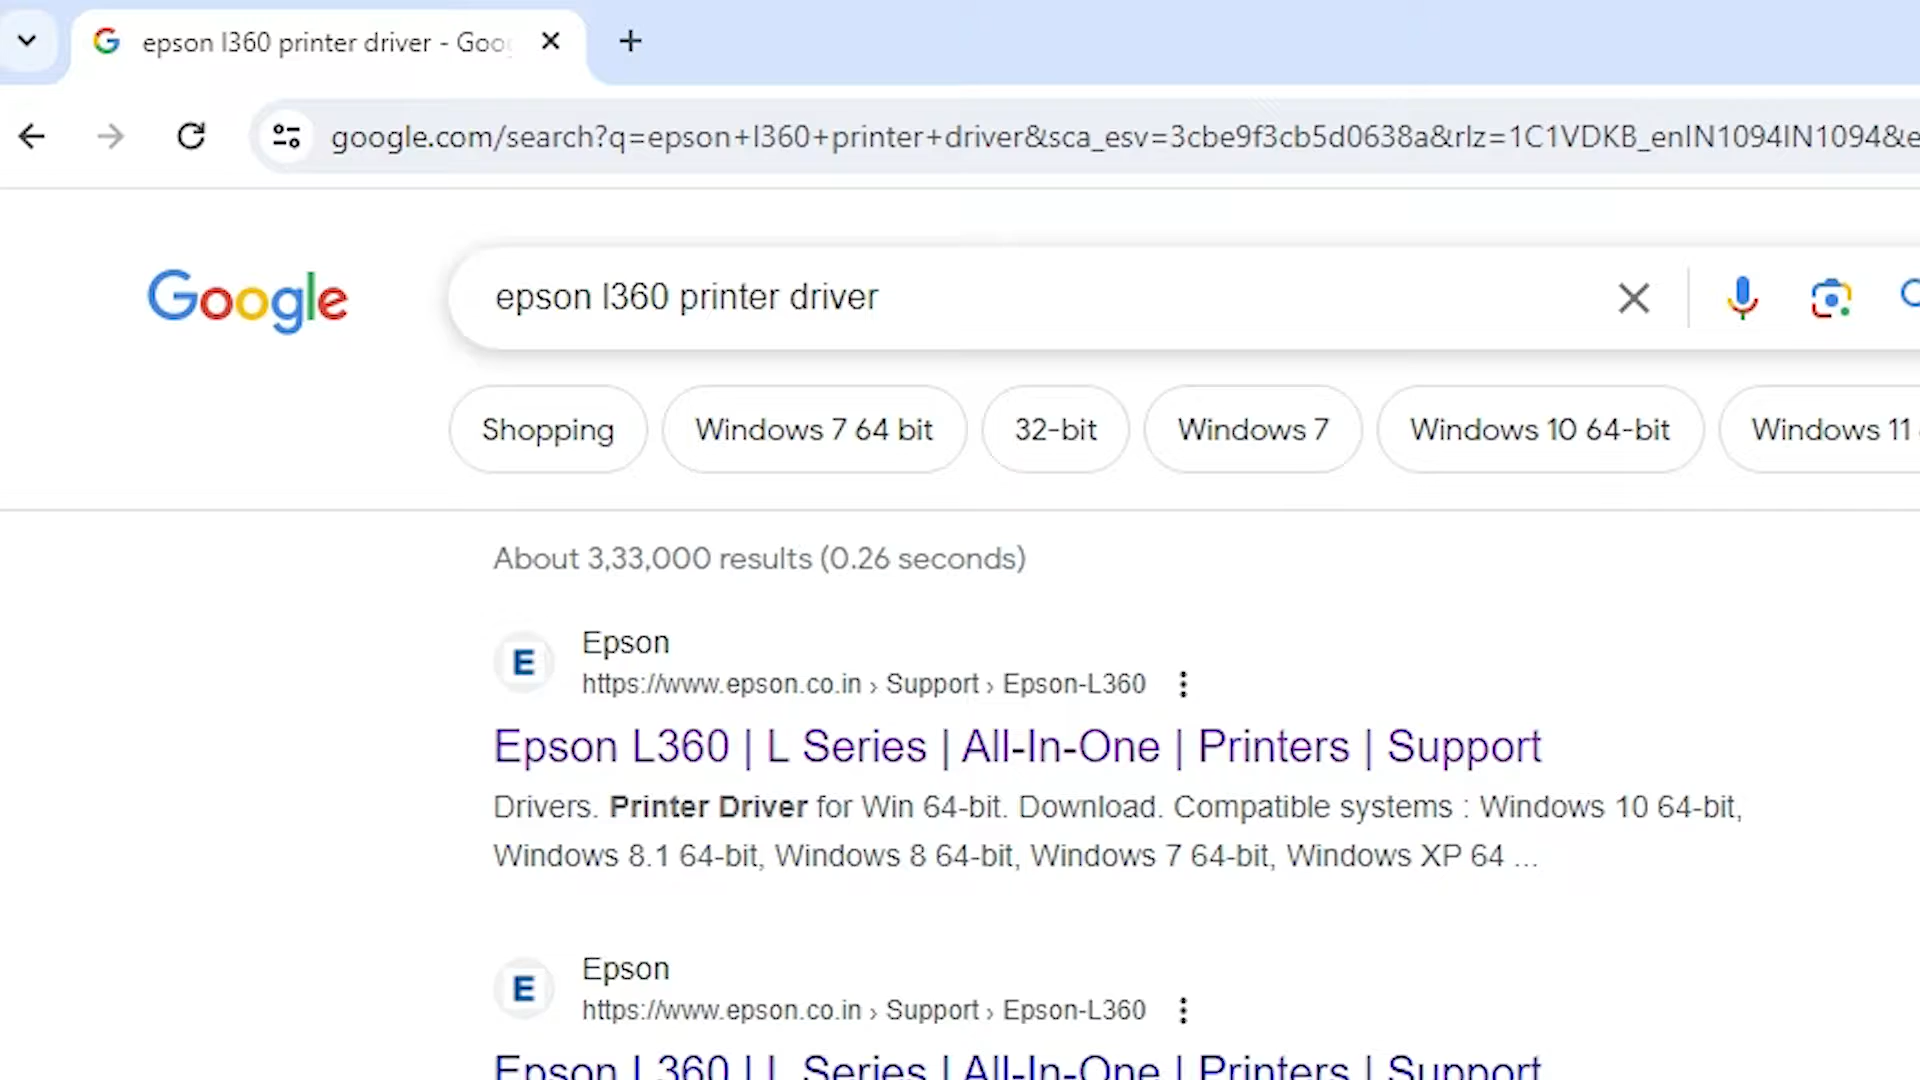 epson l360 printer driver - Goo
google.com/search?q=epson+l360+printer+driver&sca_esv=3cbe9f3cb5d0638a&rlz=1C1VDKB_enIN1094IN1094&e
Google
epson l360 printer driver
Shopping
Windows 7 64 bit
32-bit
Windows 7
Windows 10 64-bit
Windows 11
About 3,33,000 results (0.26 seconds)
E
Epson
https://www.epson.co.in › Support › Epson-L360
Epson L360 | L Series | All-In-One | Printers | Support
Drivers. Printer Driver for Win 64-bit. Download. Compatible systems : Windows 10 64-bit,
Windows 8.1 64-bit, Windows 8 64-bit, Windows 7 64-bit, Windows XP 64 ...
E
Epson
https://www.epson.co.in › Support › Epson-L360
Epson L360 | L Series | All-In-One | Printers | Support